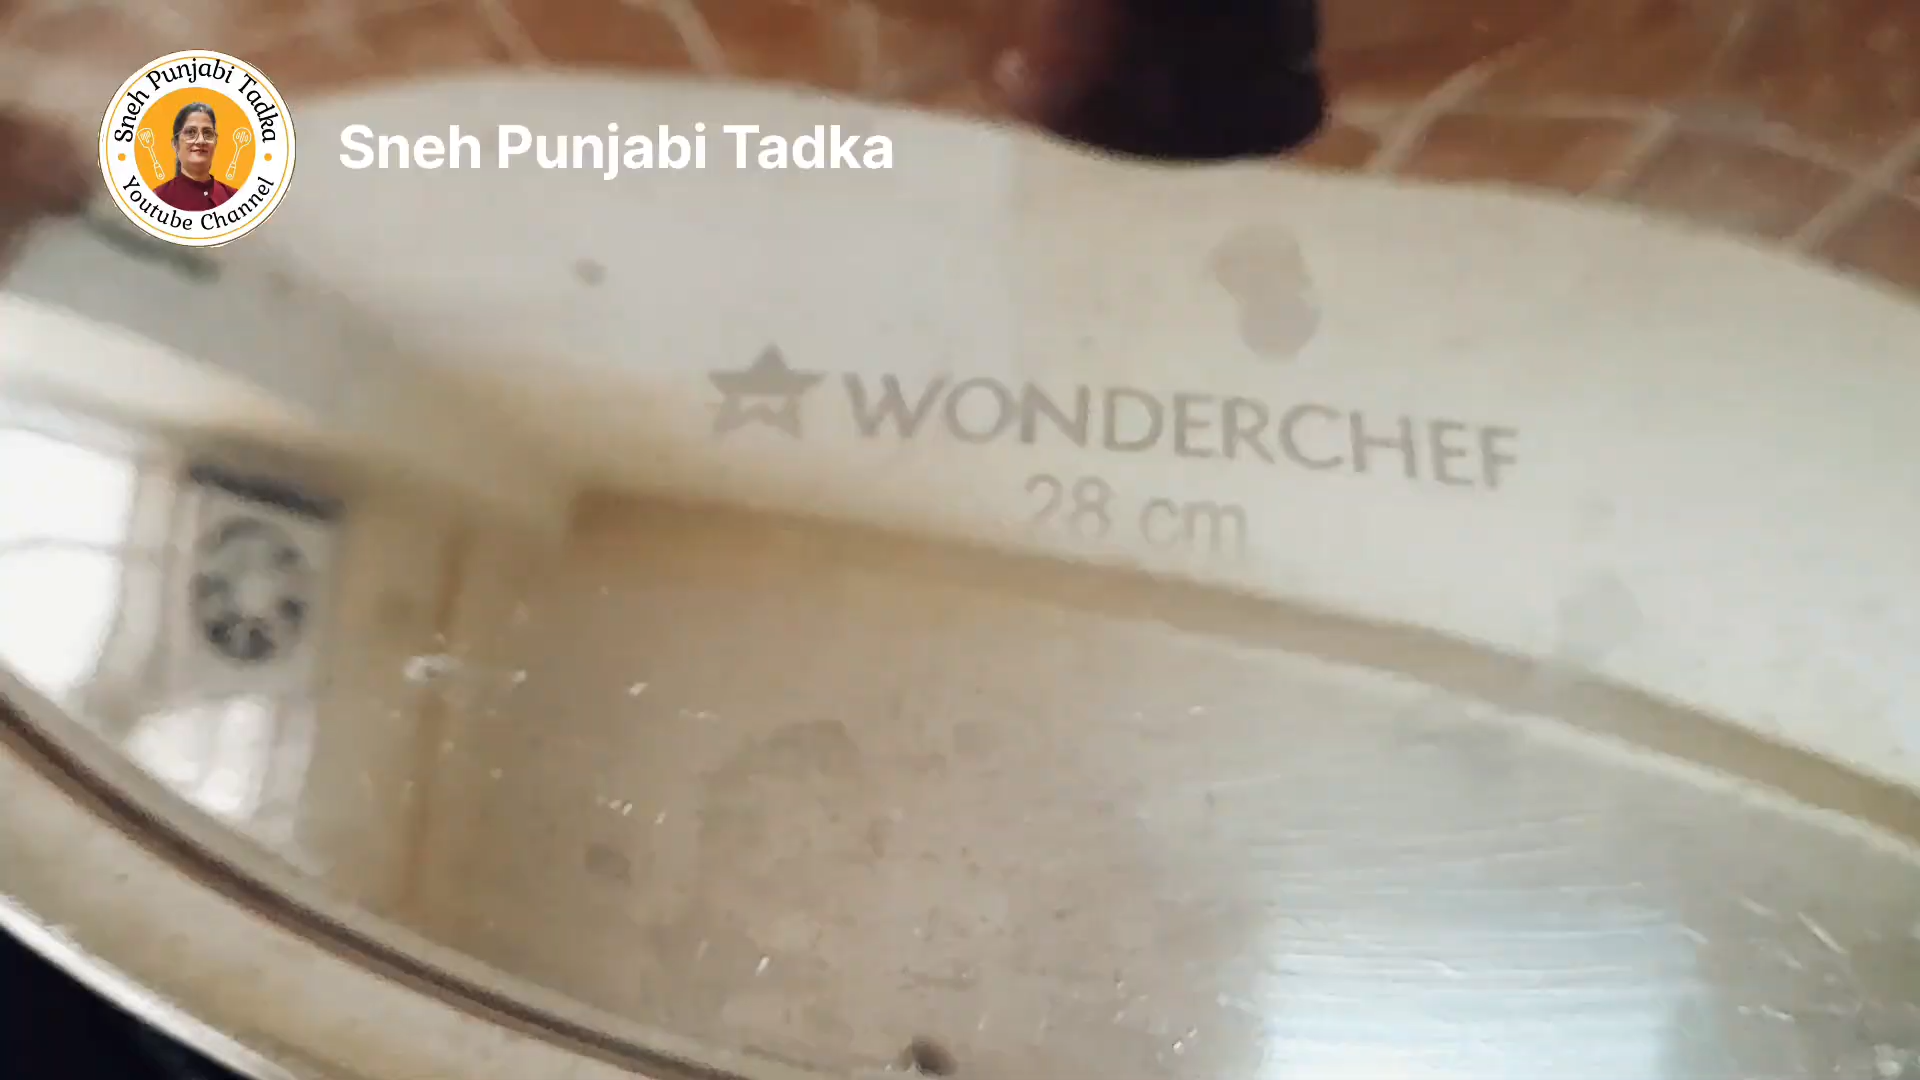 Sneh Punjabi Tadka
Youtube Channel
Sneh Punjabi Tadka
WONDERCHEF
28 cm